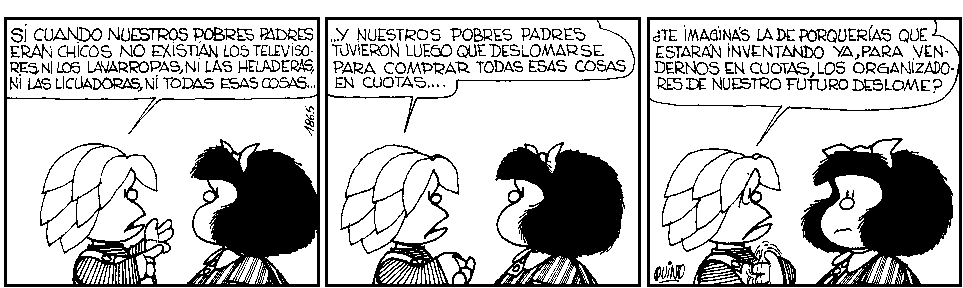 SI CUANDO NUESTROS POBRES PADRES
ERAN CHICOS NO EXISTIAN LOS TELEVISO-
RES, NI LOS LAVARROPAS, NI LAS HELADERAS,
NI LAS LICUADORAS, NI TODAS ESAS COSAS...
1865
...Y NUESTROS POBRES PADRES
TUVIERON LUEGO QUE DESLOMARSE
PARA COMPRAR TODAS ESAS COSAS
EN CUOTAS....
¿TE IMAGINÁS LA DE PORQUERÍAS QUE
ESTARÁN INVENTANDO YA, PARA VEN-
DERNOS EN CUOTAS, LOS ORGANIZADO-
RES DE NUESTRO FUTURO DESLOME?
QUINO